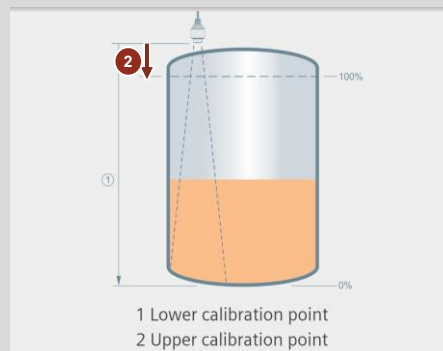 2
100%
①
0%
1 Lower calibration point
2 Upper calibration point